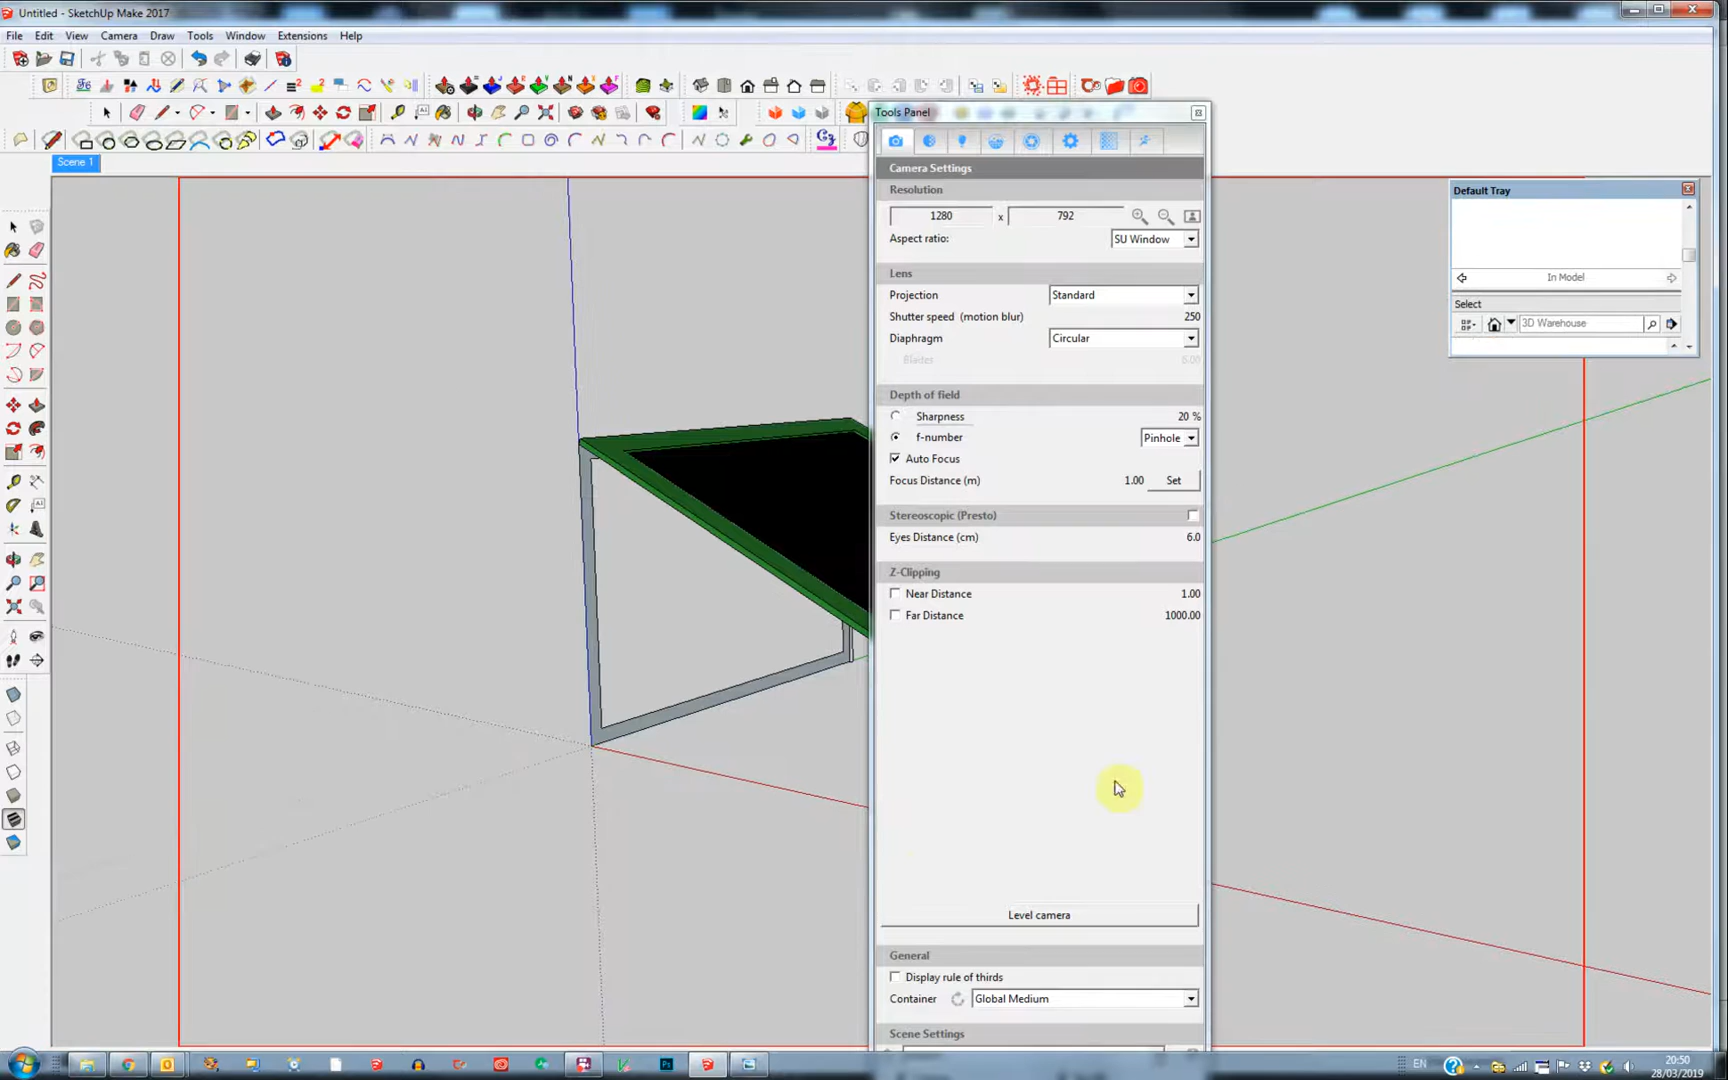 Untitled - SketchUp Make 2017
File Edit View Camera Draw Tools Window Extensions Help
Scene 1
Tools Panel
Camera Settings
Resolution
1280 x 792
Aspect ratio: SU Window
Lens
Projection Standard
Shutter speed (motion blur) 250
Diaphragm Circular
Blades 6.00
Depth of field
Sharpness 20 %
f-number Pinhole
Auto Focus
Focus Distance (m) 1.00 Set
Stereoscopic (Presto)
Eyes Distance (cm) 6.0
Z-Clipping
Near Distance 1.00
Far Distance 1000.00
Level camera
General
Display rule of thirds
Container Global Medium
Scene Settings
Default Tray
In Model
Select
3D Warehouse
EN
20:50
28/03/2019